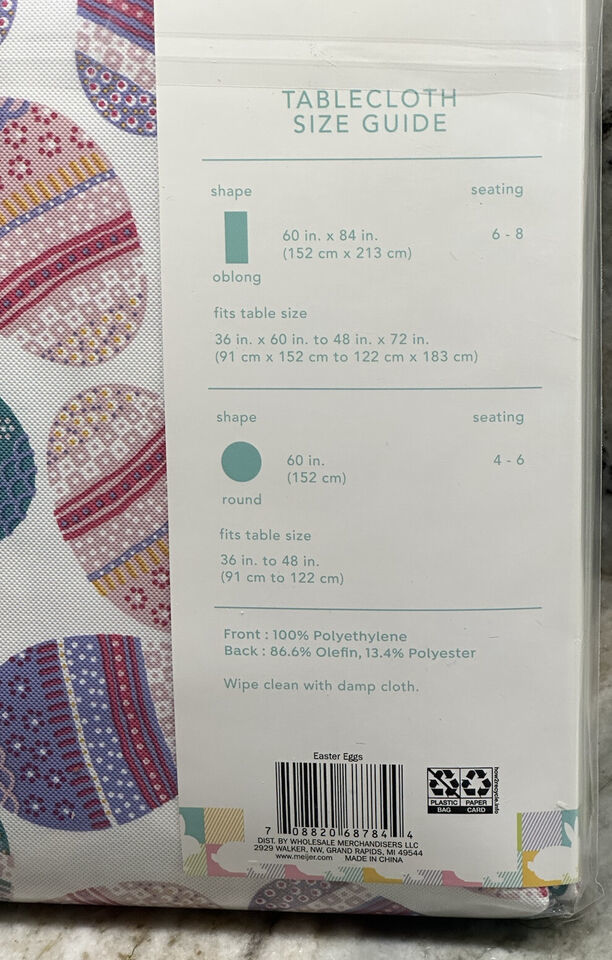 TABLECLOTH
SIZE GUIDE
shape seating
60 in. x 84 in. 6 - 8
(152 cm x 213 cm)
oblong
fits table size
36 in. x 60 in. to 48 in. x 72 in.
(91 cm x 152 cm to 122 cm x 183 cm)
shape seating
60 in. 4 - 6
(152 cm)
round
fits table size
36 in. to 48 in.
(91 cm to 122 cm)
Front : 100% Polyethylene
Back : 86.6% Olefin, 13.4% Polyester
Wipe clean with damp cloth.
Easter Eggs
7 08820 68784 4
DIST. BY WHOLESALE MERCHANDISERS LLC
2929 WALKER, NW, GRAND RAPIDS, MI 49544
www.meijer.com MADE IN CHINA
PLASTIC PAPER
BAG CARD
how2recycle.info